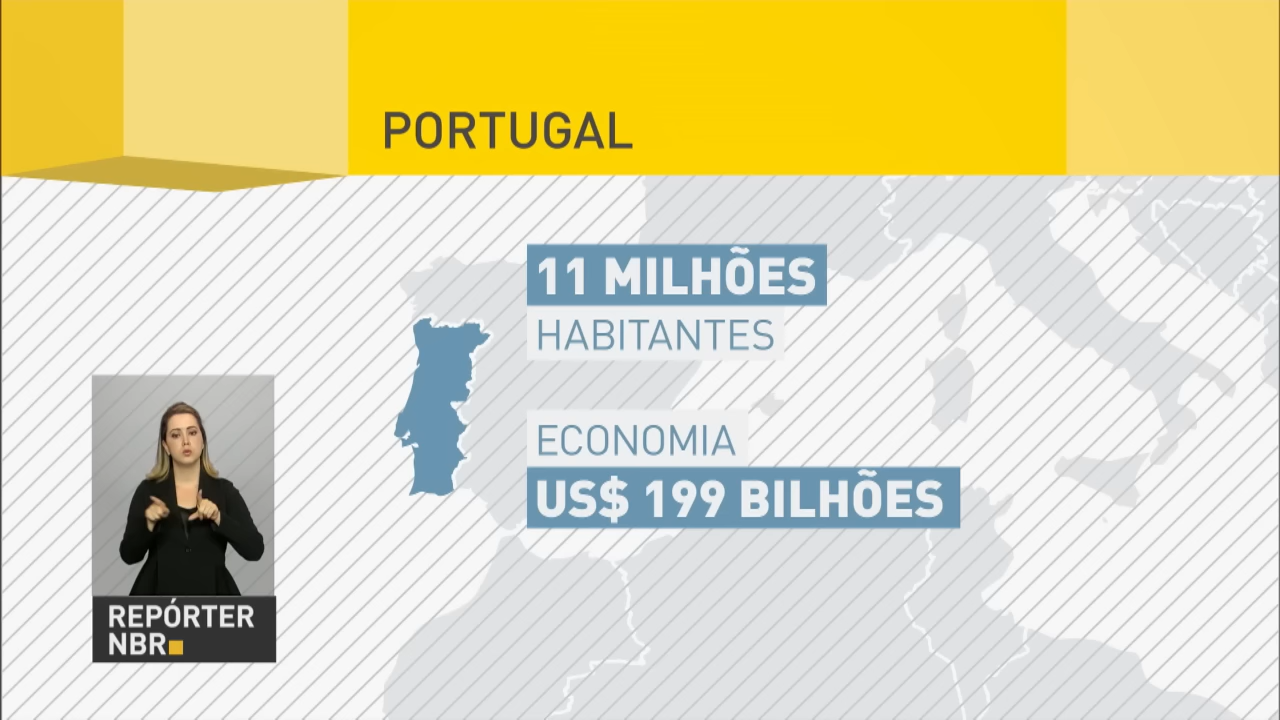 PORTUGAL
11 MILHÕES
HABITANTES
ECONOMIA
US$ 199 BILHÕES
REPÓRTER
NBR